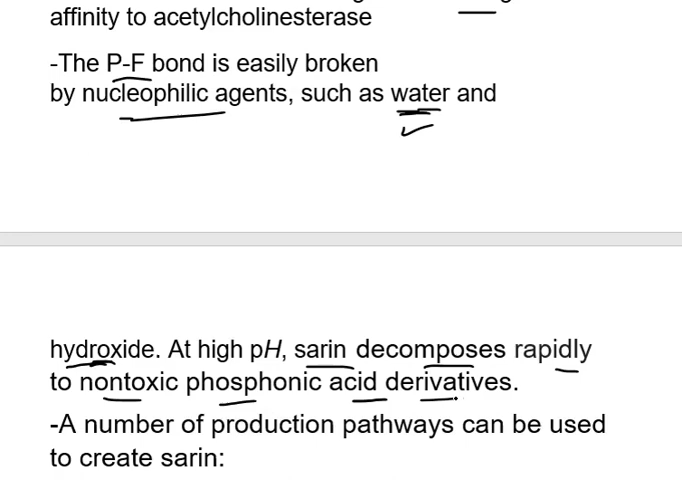 affinity to acetylcholinesterase
-The P-F bond is easily broken
by nucleophilic agents, such as water and
hydroxide. At high pH, sarin decomposes rapidly
to nontoxic phosphonic acid derivatives.
-A number of production pathways can be used
to create sarin: